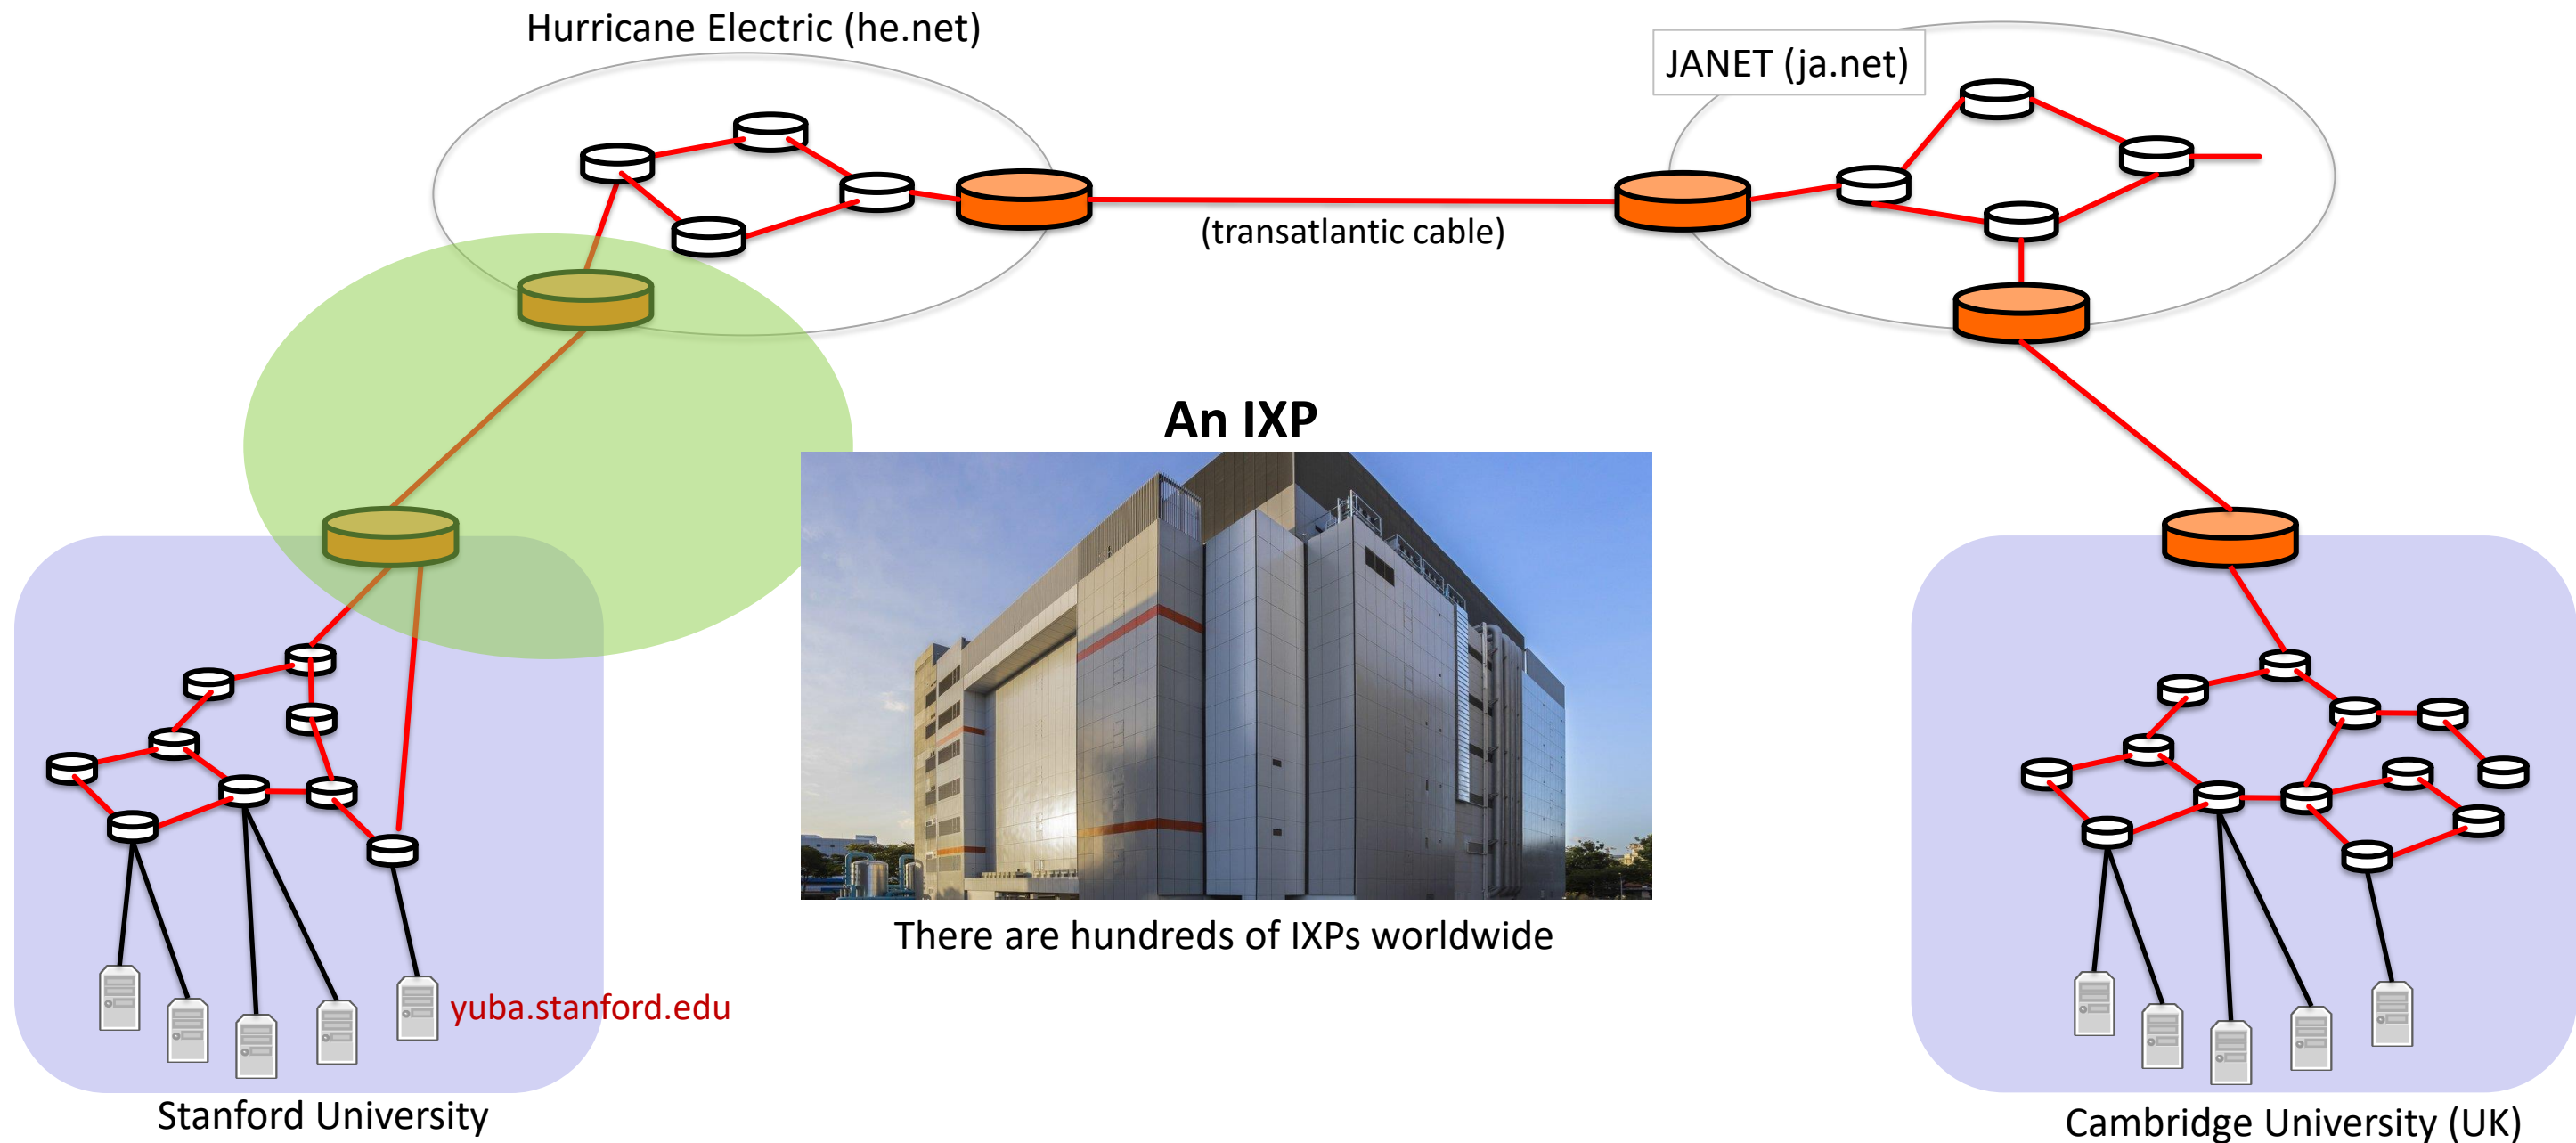 Hurricane Electric (he.net)
JANET (ja.net)
(transatlantic cable)
An IXP
There are hundreds of IXPs worldwide
yuba.stanford.edu
Stanford University
Cambridge University (UK)